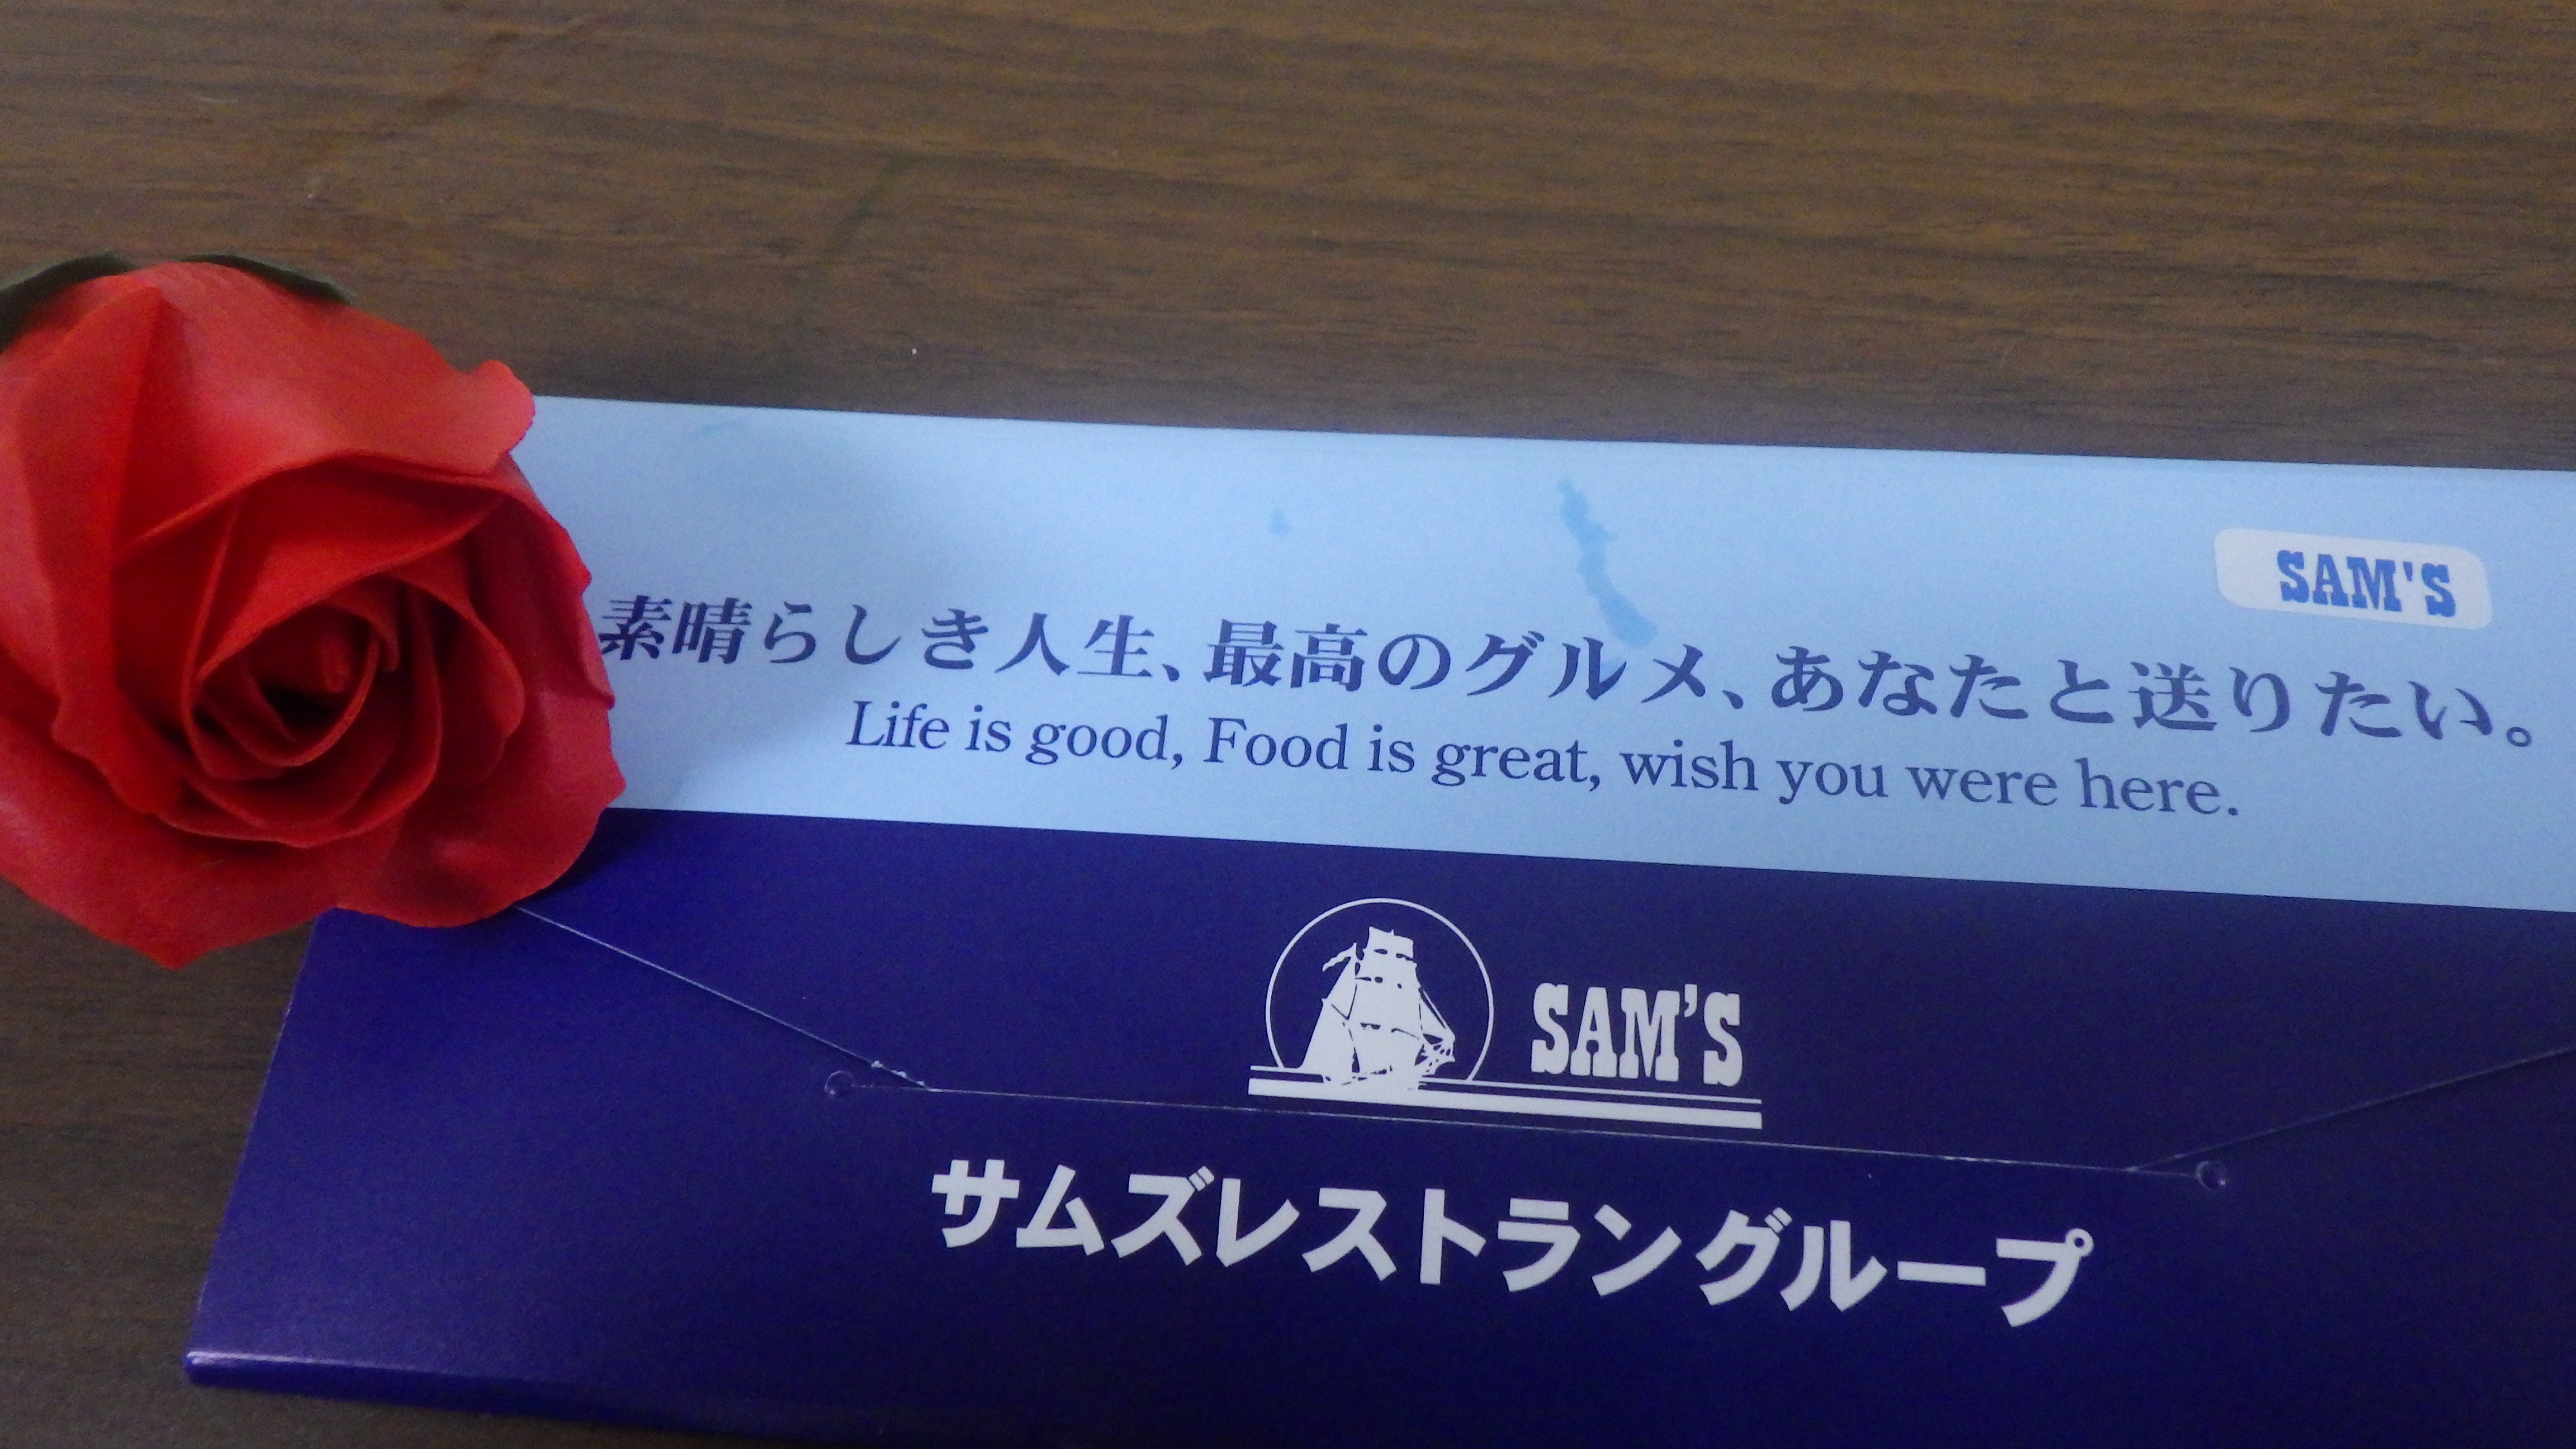 SAM'S
素晴らしき人生、最高のグルメ、あなたと送りたい。
Life is good, Food is great, wish you were here.
SAM'S
サムズレストラングループ